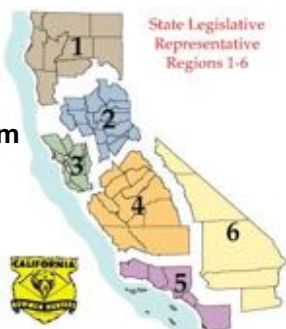 State Legislative
Representative
Regions 1-6
1
m
2
3
4
6
5
CALIFORNIA